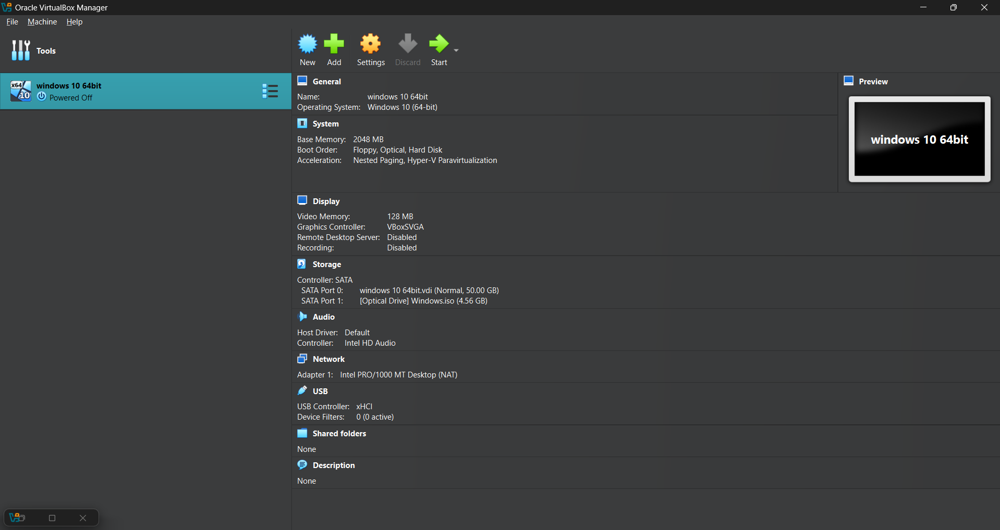 Oracle VirtualBox Manager
File Machine Help
Tools
New Add Settings Discard Start
x64
10
windows 10 64bit
Powered Off
General
Name: windows 10 64bit
Operating System: Windows 10 (64-bit)
System
Base Memory: 2048 MB
Boot Order: Floppy, Optical, Hard Disk
Acceleration: Nested Paging, Hyper-V Paravirtualization
Preview
windows 10 64bit
Display
Video Memory: 128 MB
Graphics Controller: VBoxSVGA
Remote Desktop Server: Disabled
Recording: Disabled
Storage
Controller: SATA
SATA Port 0: windows 10 64bit.vdi (Normal, 50.00 GB)
SATA Port 1: [Optical Drive] Windows.iso (4.56 GB)
Audio
Host Driver: Default
Controller: Intel HD Audio
Network
Adapter 1: Intel PRO/1000 MT Desktop (NAT)
USB
USB Controller: xHCI
Device Filters: 0 (0 active)
Shared folders
None
Description
None